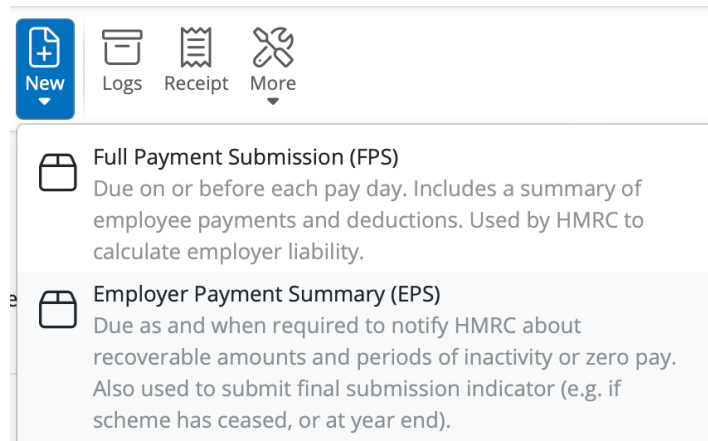 New
Logs
Receipt
More
Full Payment Submission (FPS)
Due on or before each pay day. Includes a summary of
employee payments and deductions. Used by HMRC to
calculate employer liability.
Employer Payment Summary (EPS)
Due as and when required to notify HMRC about
recoverable amounts and periods of inactivity or zero pay.
Also used to submit final submission indicator (e.g. if
scheme has ceased, or at year end).